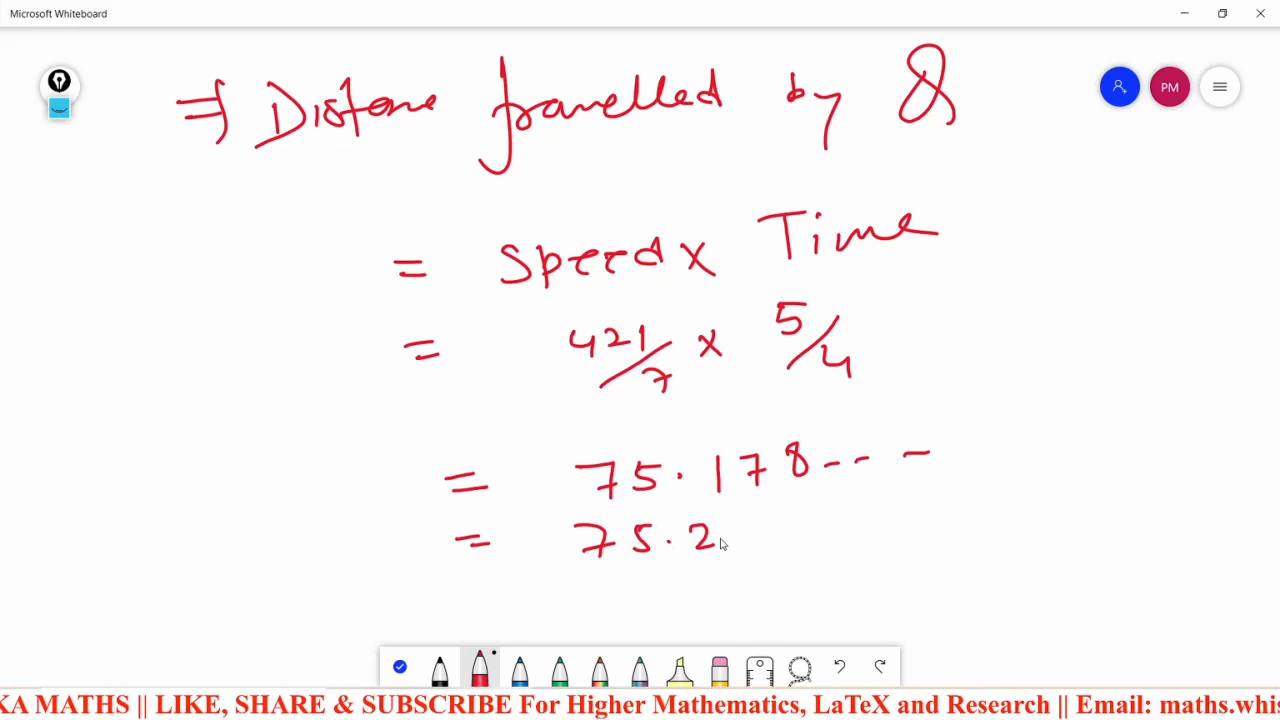 Microsoft Whiteboard
PM
⇒ Distance travelled by Q
= Speed x Time
= 421/7 x 5/4
= 75.178-- -
= 75.2
KA MATHS || LIKE, SHARE & SUBSCRIBE For Higher Mathematics, LaTeX and Research || Email: maths.whis